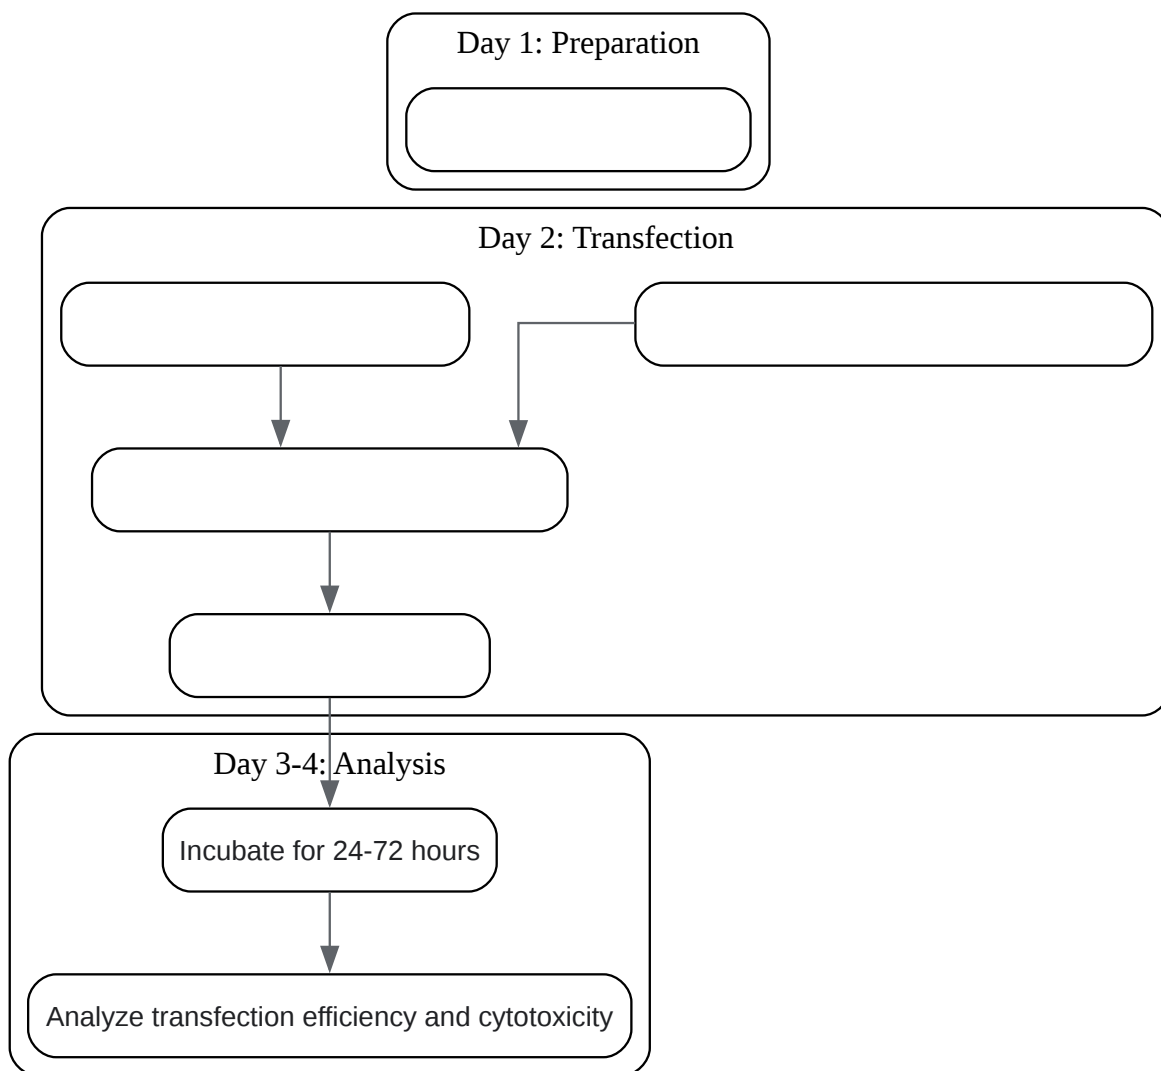 Day 1: Preparation
Day 2: Transfection
Day 3-4: Analysis
Incubate for 24-72 hours
Analyze transfection efficiency and cytotoxicity